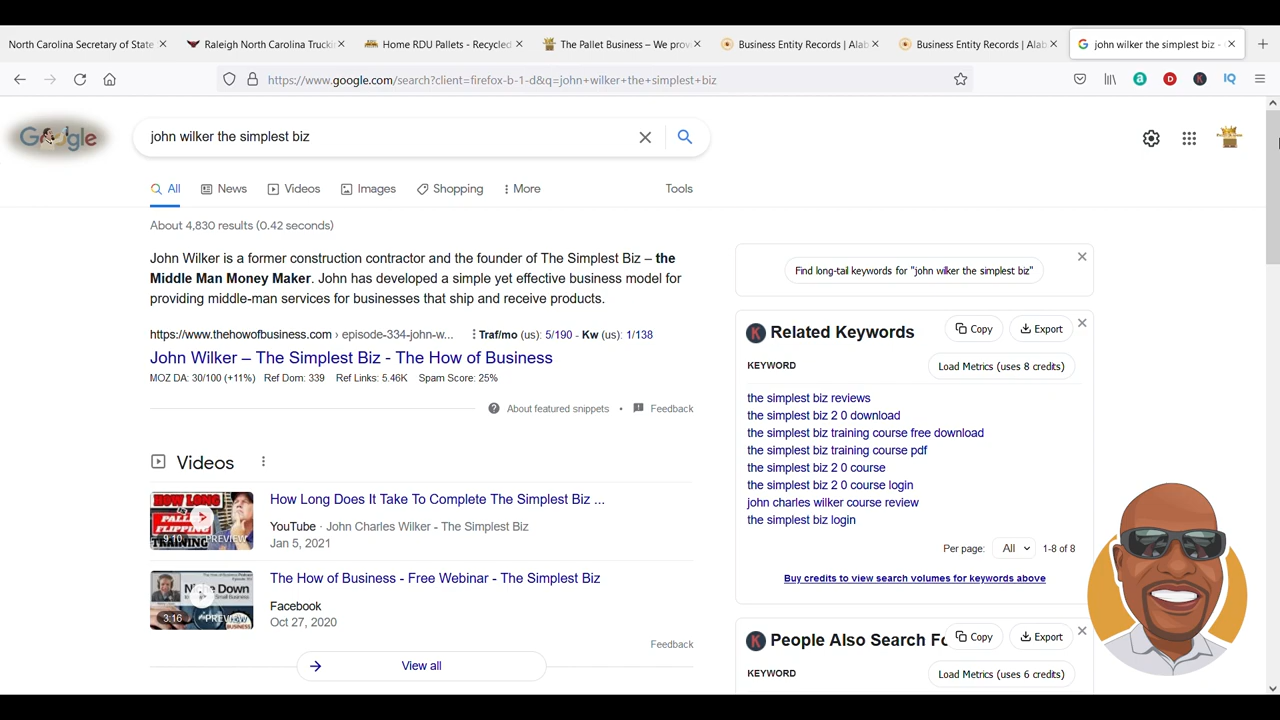 North Carolina Secretary of State
Raleigh North Carolina Trucki
Home RDU Pallets - Recycled
The Pallet Business – We prov
Business Entity Records | Alab
Business Entity Records | Alab
john wilker the simplest biz -
https://www.google.com/search?client=firefox-b-1-d&q=john+wilker+the+simplest+biz
Google
john wilker the simplest biz
All
News
Videos
Images
Shopping
More
Tools
About 4,830 results (0.42 seconds)
John Wilker is a former construction contractor and the founder of The Simplest Biz – the
Middle Man Money Maker. John has developed a simple yet effective business model for
providing middle-man services for businesses that ship and receive products.
https://www.thehowofbusiness.com › episode-334-john-w...
Traf/mo (us): 5/190 - Kw (us): 1/138
John Wilker – The Simplest Biz - The How of Business
MOZ DA: 30/100 (+11%) Ref Dom: 339 Ref Links: 5.46K Spam Score: 25%
About featured snippets • Feedback
Videos
HOW LONG
9:10 PREVIEW
How Long Does It Take To Complete The Simplest Biz ...
YouTube · John Charles Wilker - The Simplest Biz
Jan 5, 2021
3:16 PREVIEW
The How of Business - Free Webinar - The Simplest Biz
Facebook
Oct 27, 2020
Feedback
View all
Find long-tail keywords for "john wilker the simplest biz"
K Related Keywords
Copy
Export
KEYWORD
Load Metrics (uses 8 credits)
the simplest biz reviews
the simplest biz 2 0 download
the simplest biz training course free download
the simplest biz training course pdf
the simplest biz 2 0 course
the simplest biz 2 0 course login
john charles wilker course review
the simplest biz login
Per page: All 1-8 of 8
Buy credits to view search volumes for keywords above
K People Also Search Fo
Copy
Export
KEYWORD
Load Metrics (uses 6 credits)